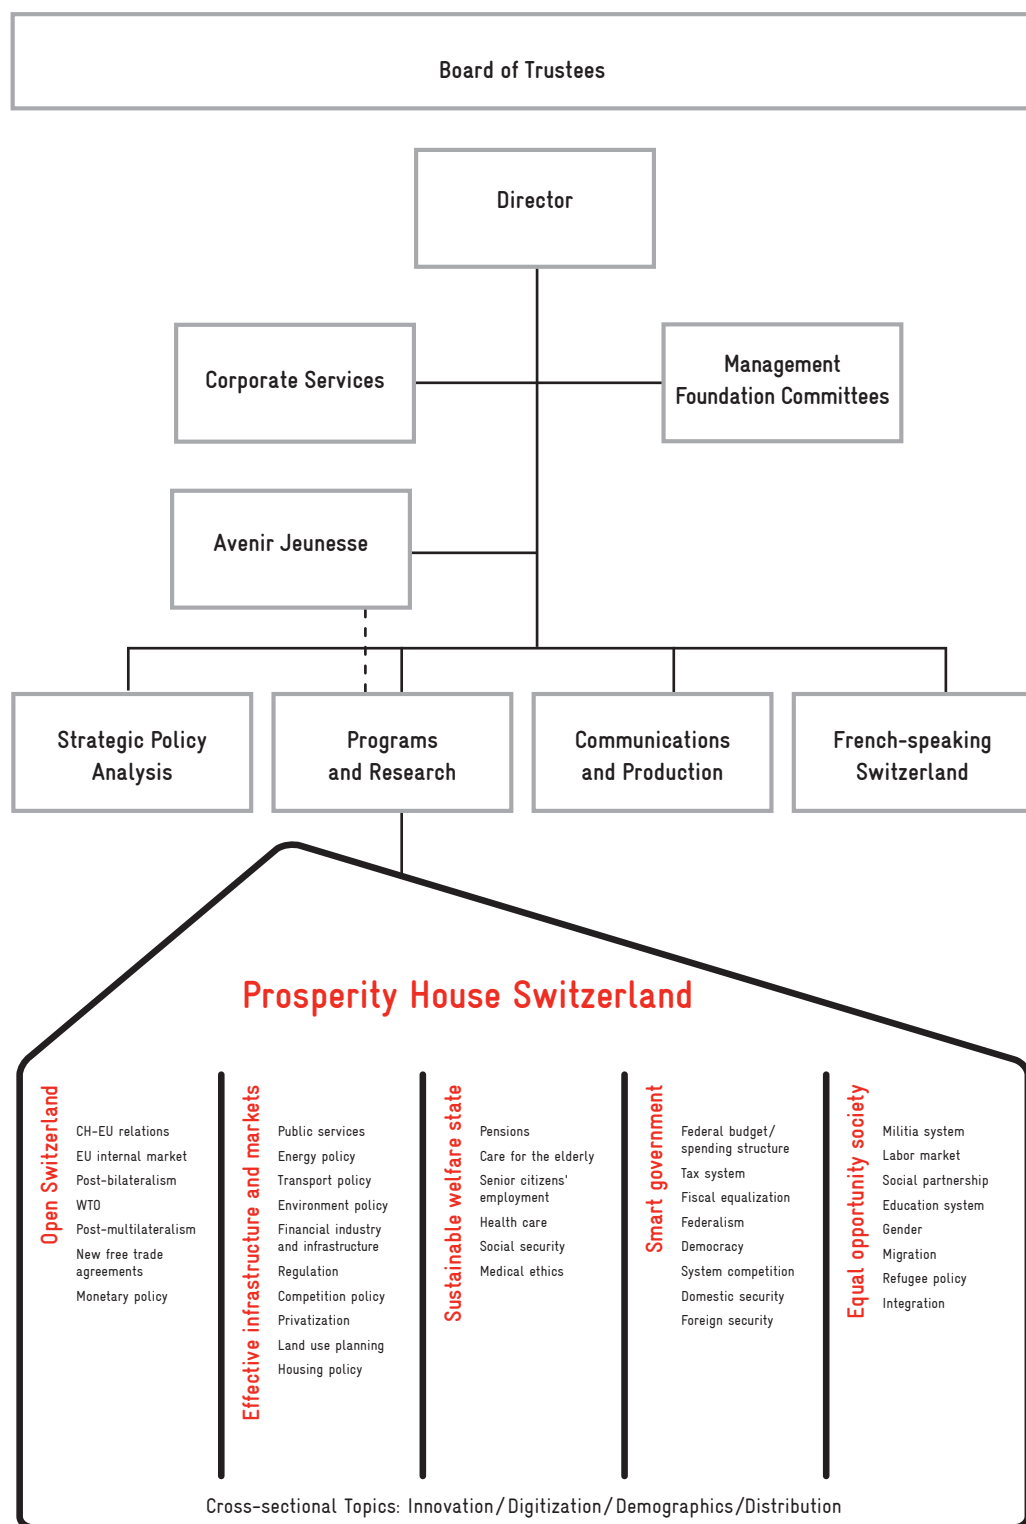 Board of Trustees
Director
Corporate Services
Management
Foundation Committees
Avenir Jeunesse
Strategic Policy
Analysis
Programs
and Research
Communications
and Production
French-speaking
Switzerland
Prosperity House Switzerland
Open Switzerland
CH-EU relations
EU internal market
Post-bilateralism
WTO
Post-multilateralism
New free trade
agreements
Monetary policy
Effective infrastructure and markets
Public services
Energy policy
Transport policy
Environment policy
Financial industry
and infrastructure
Regulation
Competition policy
Privatization
Land use planning
Housing policy
Sustainable welfare state
Pensions
Care for the elderly
Senior citizens'
employment
Health care
Social security
Medical ethics
Smart government
Federal budget/
spending structure
Tax system
Fiscal equalization
Federalism
Democracy
System competition
Domestic security
Foreign security
Equal opportunity society
Militia system
Labor market
Social partnership
Education system
Gender
Migration
Refugee policy
Integration
Cross-sectional Topics: Innovation/Digitization/Demographics/Distribution